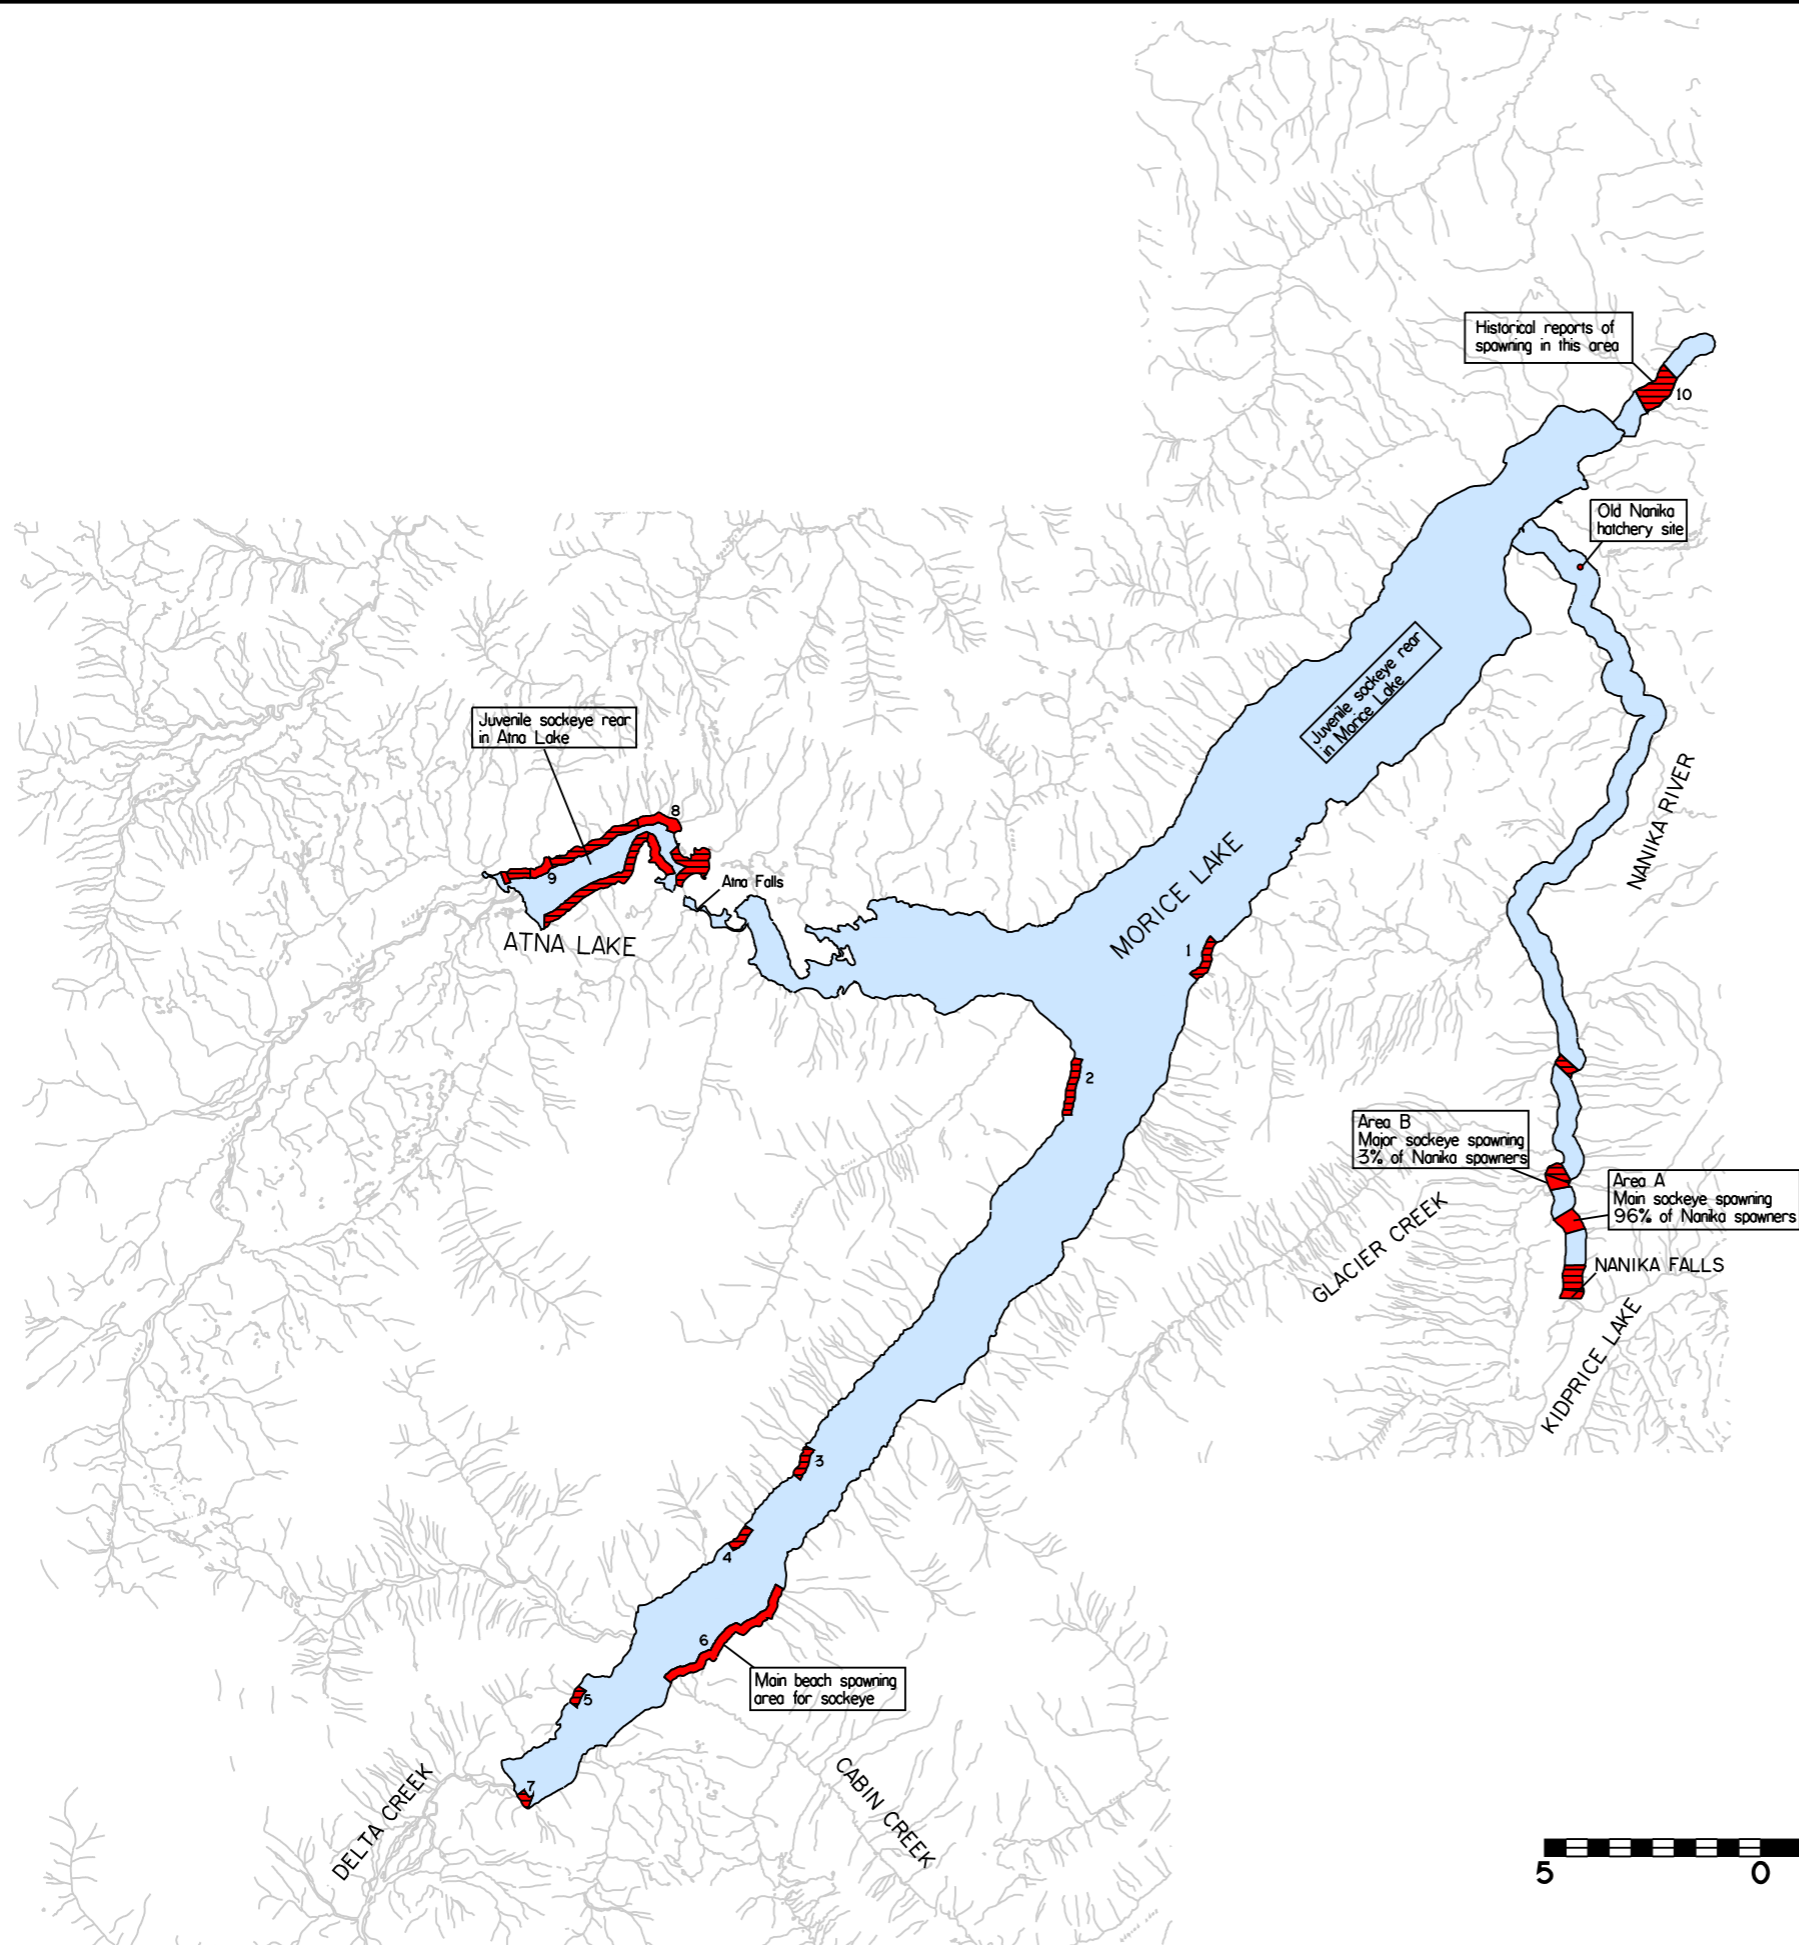 Historical reports of
spawning in this area
10
Old Nanika
hatchery site
Juvenile sockeye rear
in Morice Lake
Juvenile sockeye rear
in Atna Lake
8
9
Atna Falls
ATNA LAKE
MORICE LAKE
NANIKA RIVER
1
2
Area B
Major sockeye spawning
3% of Nanika spawners
Area A
Main sockeye spawning
96% of Nanika spawners
GLACIER CREEK
NANIKA FALLS
KIDPRICE LAKE
3
4
6
Main beach spawning
area for sockeye
5
7
DELTA CREEK
CABIN CREEK
5 0